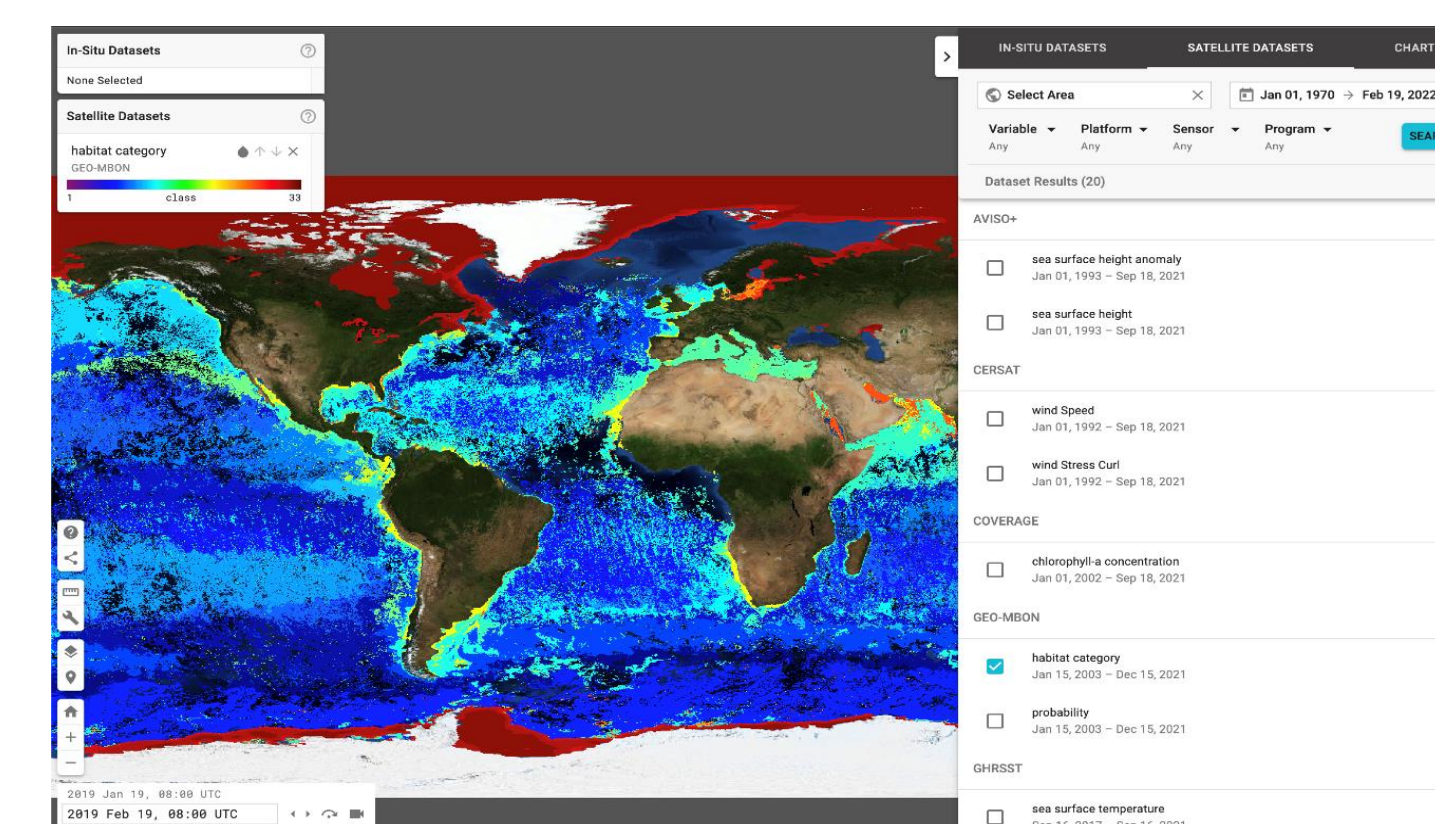 In-Situ Datasets
None Selected
Satellite Datasets
habitat category
GEO-MBON
1 class 33
2019 Jan 19, 08:00 UTC
2019 Feb 19, 08:00 UTC
IN-SITU DATASETS SATELLITE DATASETS CHART
Select Area Jan 01, 1970 → Feb 19, 2022
Variable Platform Sensor Program
Any Any Any Any
SEA
Dataset Results (20)
AVISO+
sea surface height anomaly
Jan 01, 1993 – Sep 18, 2021
sea surface height
Jan 01, 1993 – Sep 18, 2021
CERSAT
wind Speed
Jan 01, 1992 – Sep 18, 2021
wind Stress Curl
Jan 01, 1992 – Sep 18, 2021
COVERAGE
chlorophyll-a concentration
Jan 01, 2002 – Sep 18, 2021
GEO-MBON
habitat category
Jan 15, 2003 – Dec 15, 2021
probability
Jan 15, 2003 – Dec 15, 2021
GHRSST
sea surface temperature